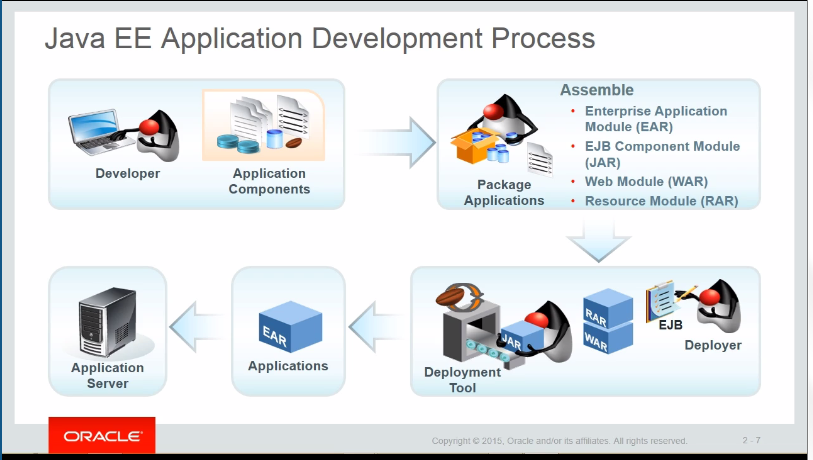 Java EE Application Development Process
Developer
Application
Components
Package
Applications
Assemble
• Enterprise Application
Module (EAR)
• EJB Component Module
(JAR)
• Web Module (WAR)
• Resource Module (RAR)
Application
Server
EAR
Applications
Deployment
Tool
JAR
RAR
WAR
EJB
Deployer
ORACLE
Copyright © 2015, Oracle and/or its affiliates. All rights reserved.
2 - 7